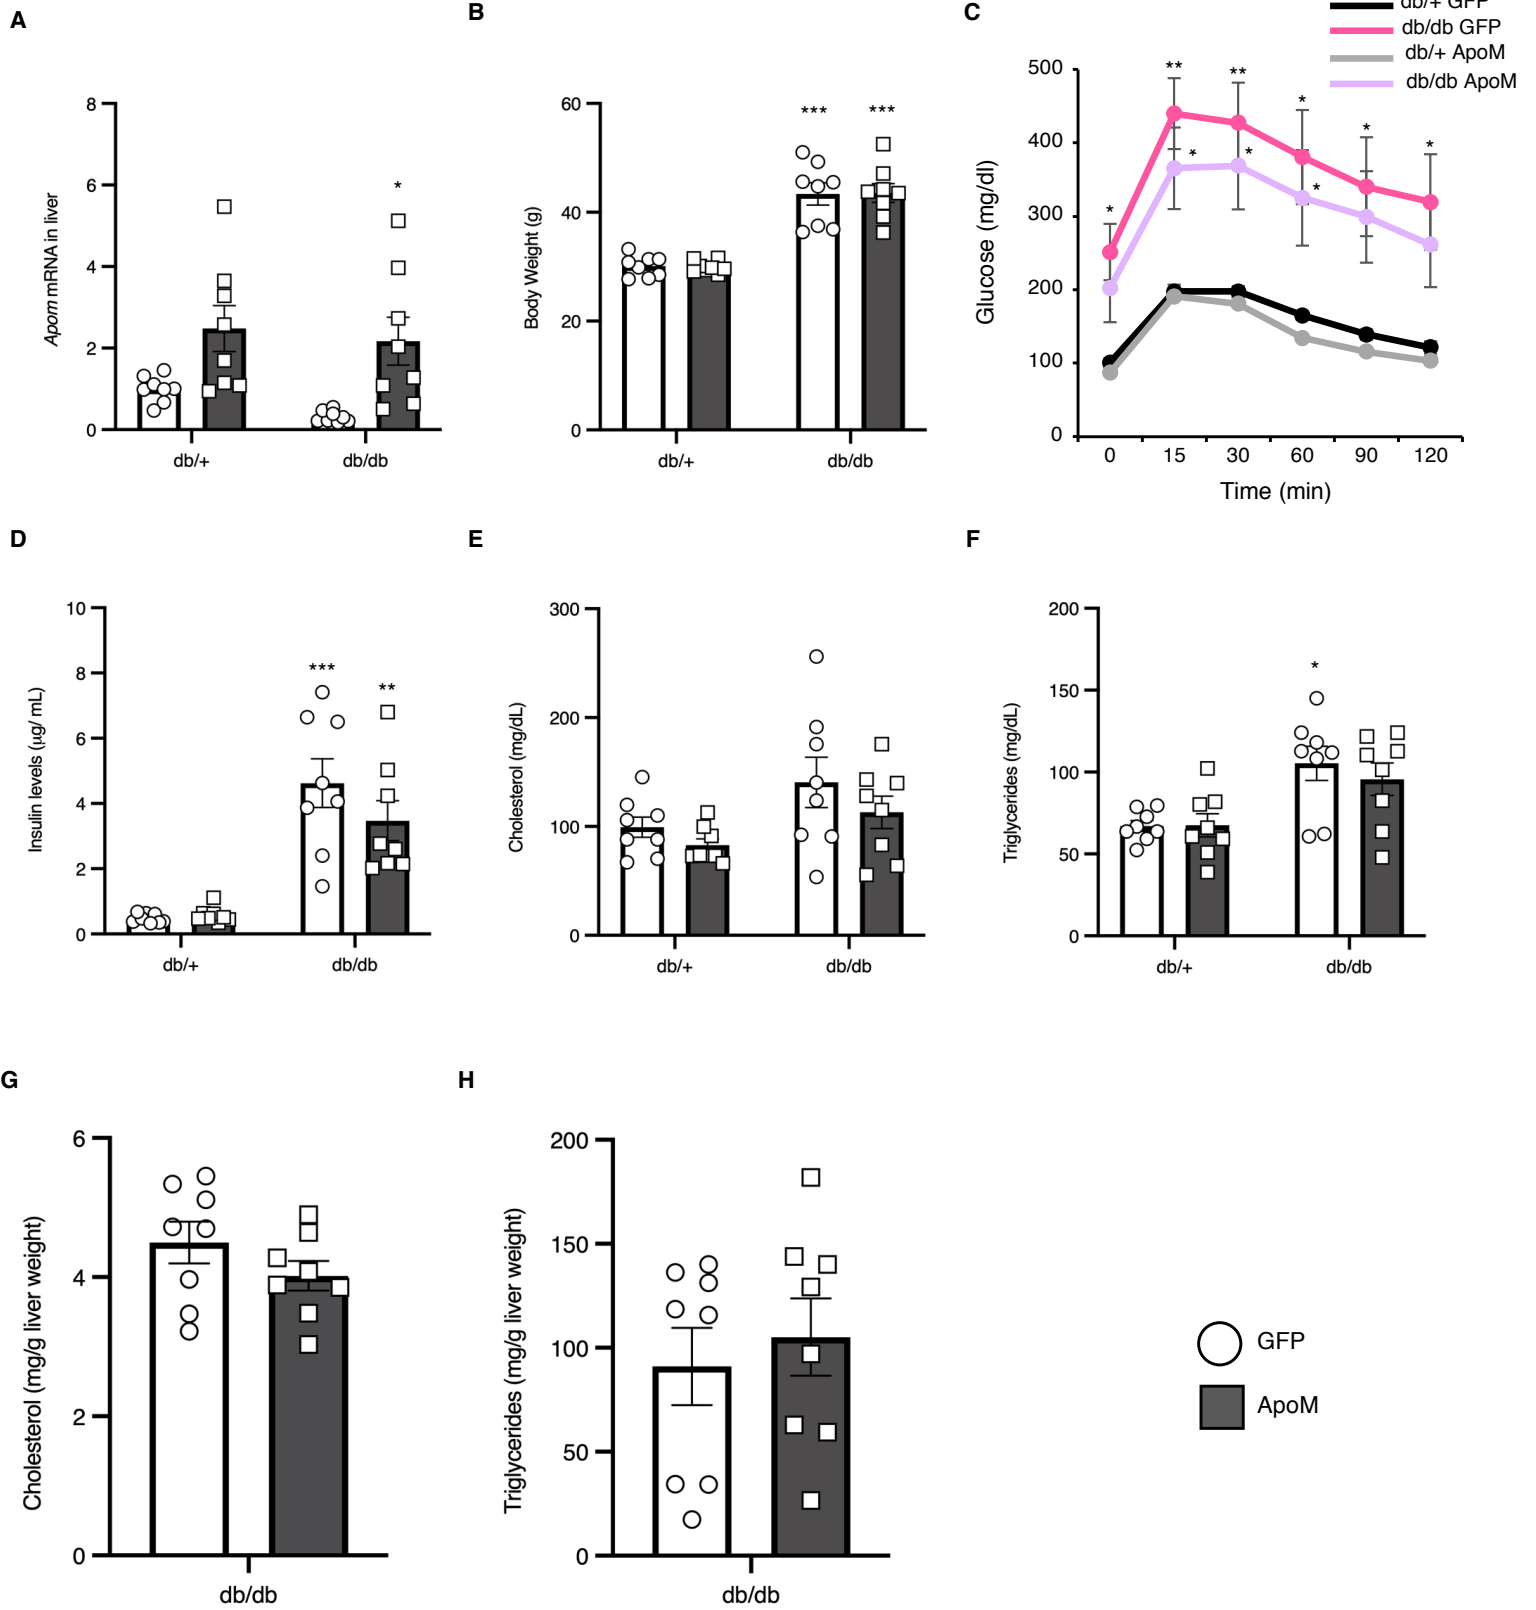 A
8
6
4
2
0
Apom mRNA in liver
*
db/+
db/db
B
60
40
20
0
Body Weight (g)
***
***
db/+
db/db
C
db/+ GFP
db/db GFP
db/+ ApoM
db/db ApoM
500
400
300
200
100
0
Glucose (mg/dl)
*
**
**
*
*
*
*
*
*
0 15 30 60 90 120
Time (min)
D
10
8
6
4
2
0
Insulin levels (µg/ mL)
***
**
db/+
db/db
E
300
200
100
0
Cholesterol (mg/dL)
db/+
db/db
F
200
150
100
50
0
Triglycerides (mg/dL)
*
db/+
db/db
G
6
4
2
0
Cholesterol (mg/g liver weight)
db/db
H
200
150
100
50
0
Triglycerides (mg/g liver weight)
db/db
GFP
ApoM